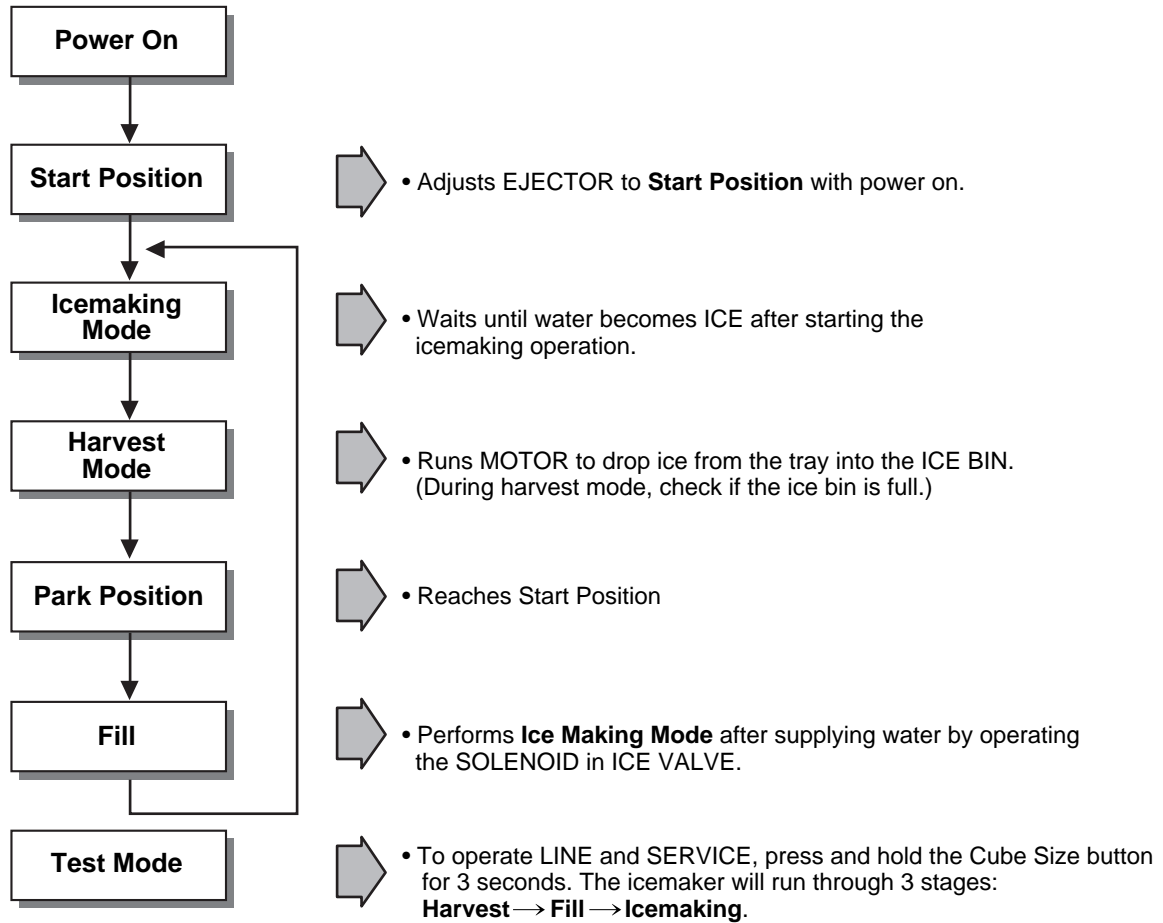 Power On
Start Position
• Adjusts EJECTOR to Start Position with power on.
Icemaking
Mode
• Waits until water becomes ICE after starting the
icemaking operation.
Harvest
Mode
• Runs MOTOR to drop ice from the tray into the ICE BIN.
(During harvest mode, check if the ice bin is full.)
Park Position
• Reaches Start Position
Fill
• Performs Ice Making Mode after supplying water by operating
the SOLENOID in ICE VALVE.
Test Mode
• To operate LINE and SERVICE, press and hold the Cube Size button
for 3 seconds. The icemaker will run through 3 stages:
Harvest → Fill → Icemaking.